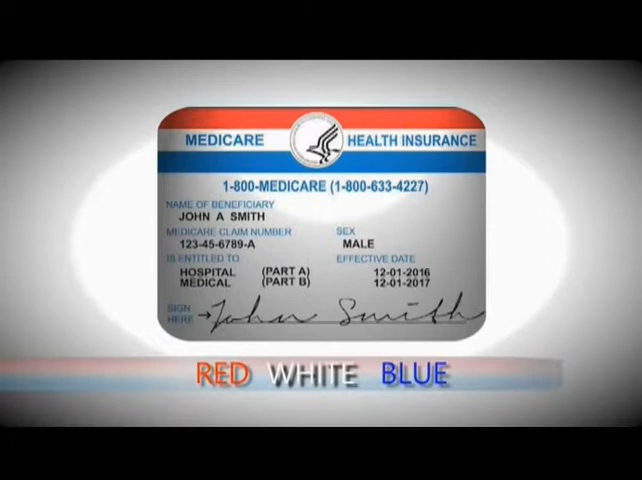 MEDICARE HEALTH INSURANCE
1-800-MEDICARE (1-800-633-4227)
NAME OF BENEFICIARY
JOHN A SMITH
MEDICARE CLAIM NUMBER SEX
123-45-6789-A MALE
IS ENTITLED TO EFFECTIVE DATE
HOSPITAL (PART A) 12-01-2016
MEDICAL (PART B) 12-01-2017
SIGN
HERE → John Smith
RED WHITE BLUE